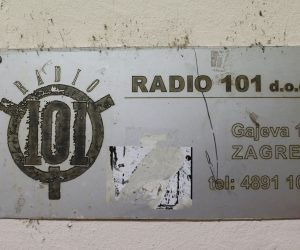 RADIO
101
RADIO 101 d.o.
Gajeva 1
ZAGRE
tel: 4891 10